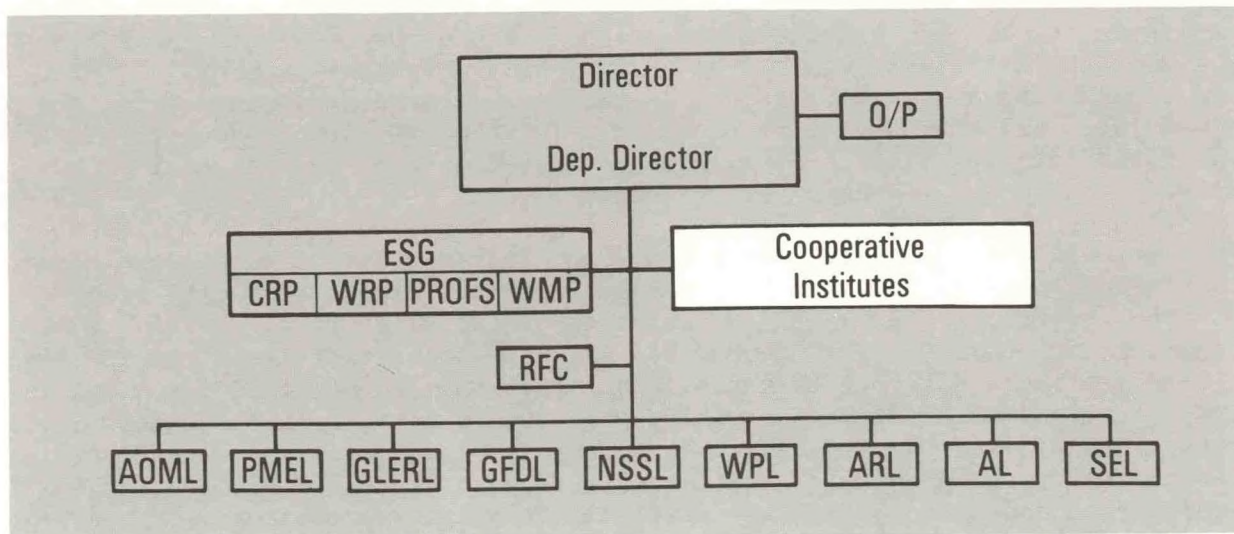 Director
Dep. Director
O/P
ESG
CRP WRP PROFS WMP
Cooperative
Institutes
RFC
AOML PMEL GLERL GFDL NSSL WPL ARL AL SEL